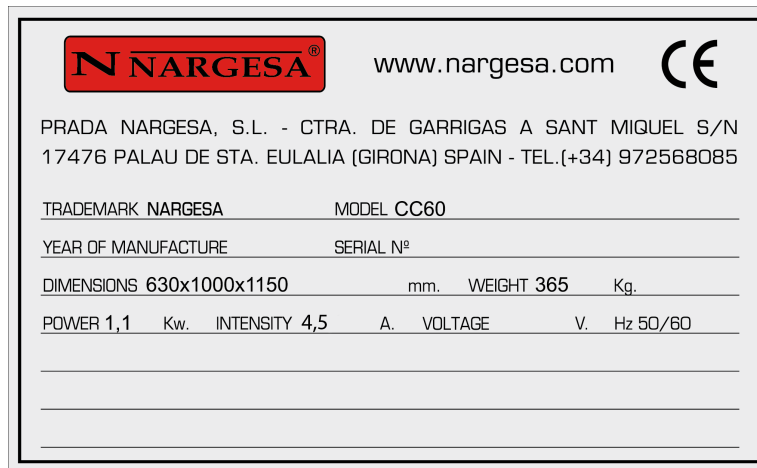 N NARGESA® www.nargesa.com CE
PRADA NARGESA, S.L. - CTRA. DE GARRIGAS A SANT MIQUEL S/N
17476 PALAU DE STA. EULALIA (GIRONA) SPAIN - TEL.(+34) 972568085
TRADEMARK NARGESA MODEL CC60
YEAR OF MANUFACTURE SERIAL Nº
DIMENSIONS 630x1000x1150 mm. WEIGHT 365 Kg.
POWER 1,1 Kw. INTENSITY 4,5 A. VOLTAGE V. Hz 50/60